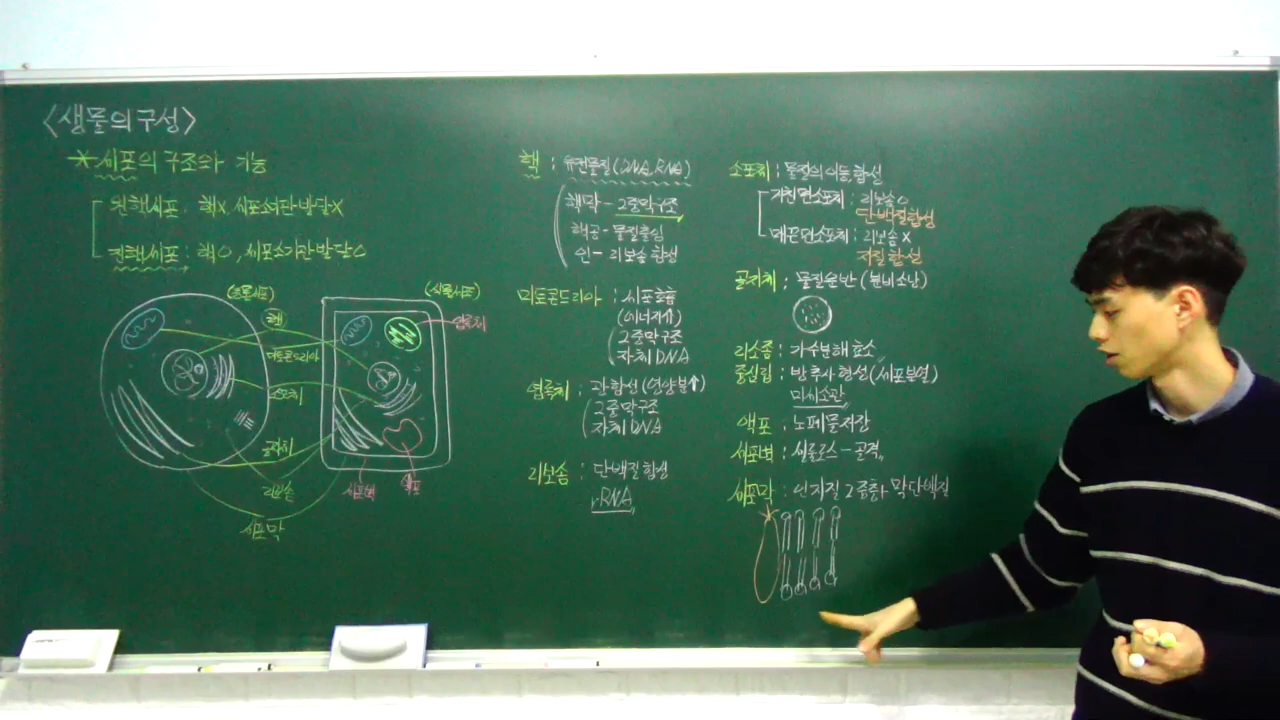 <생물의 구성>
*세포의 구조와 기능
원핵세포 : 핵X, 세포소기관 발달X
진핵세포 : 핵O, 세포소기관 발달O
(동물세포)
(식물세포)
핵
엽록체
미토콘드리아
소포체
골지체
리보솜
세포벽
액포
세포막
핵 : 유전물질(DNA, RNA)
핵막 - 2중막구조
핵공 - 물질출입
인 - 리보솜 합성
미토콘드리아 : 세포호흡
(에너지↑)
2중막구조
자체 DNA
엽록체 : 광합성 (영양분↑)
2중막구조
자체 DNA
리보솜 : 단백질합성
rRNA
소포체 : 물질의 이동, 합성
거친면소포체 : 리보솜O
단백질합성
매끈면소포체 : 리보솜X
지질합성
골지체 : 물질운반 (분비소낭)
리소좀 : 가수분해 효소
중심립 : 방추사 형성 (세포분열)
미세소관
액포 : 노폐물저장
세포벽 : 셀룰로스 - 골격
세포막 : 인지질 2중층, 막단백질